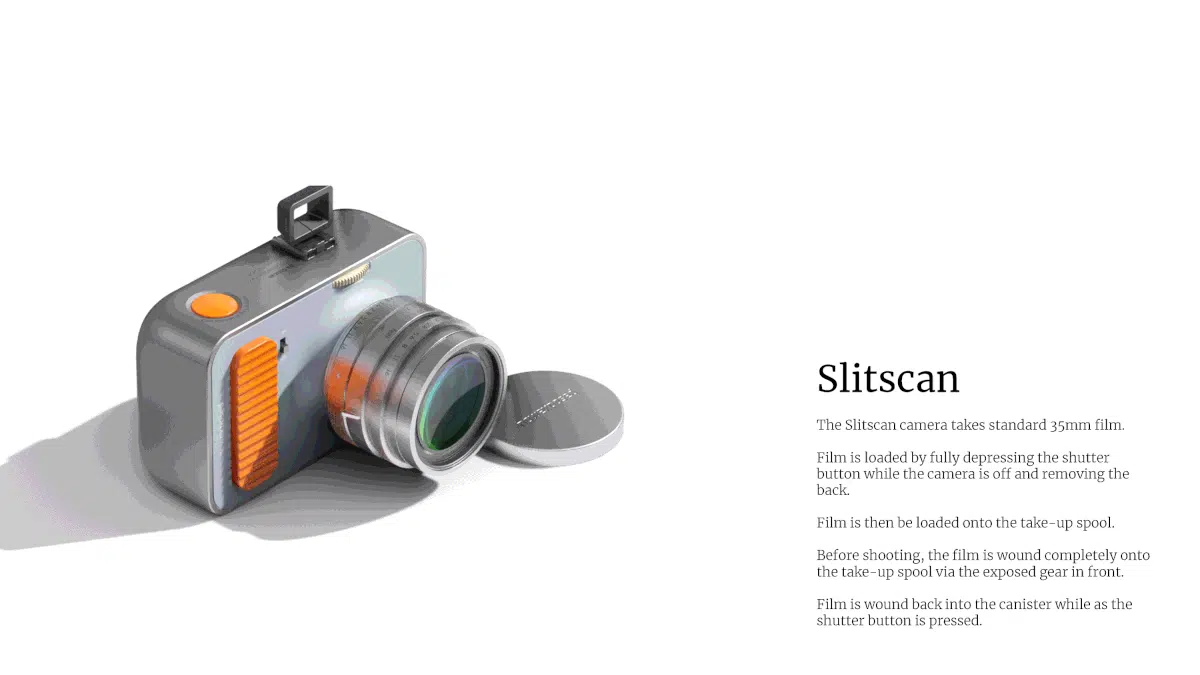 Slitscan
The Slitscan camera takes standard 35mm film.
Film is loaded by fully depressing the shutter
button while the camera is off and removing the
back.
Film is then be loaded onto the take-up spool.
Before shooting, the film is wound completely onto
the take-up spool via the exposed gear in front.
Film is wound back into the canister while as the
shutter button is pressed.